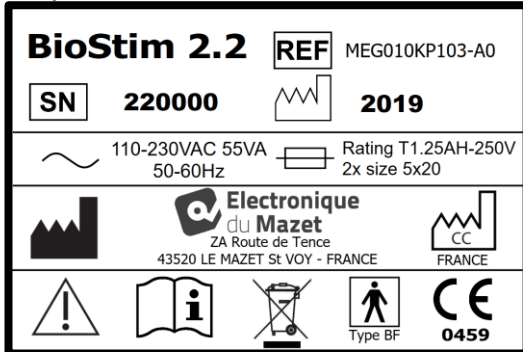 BioStim 2.2 REF MEG010KP103-A0
SN 220000 2019
110-230VAC 55VA
50-60Hz
Rating T1.25AH-250V
2x size 5x20
Electronique
du Mazet
ZA Route de Tence
43520 LE MAZET St VOY - FRANCE
CC
FRANCE
i
Type BF
CE
0459